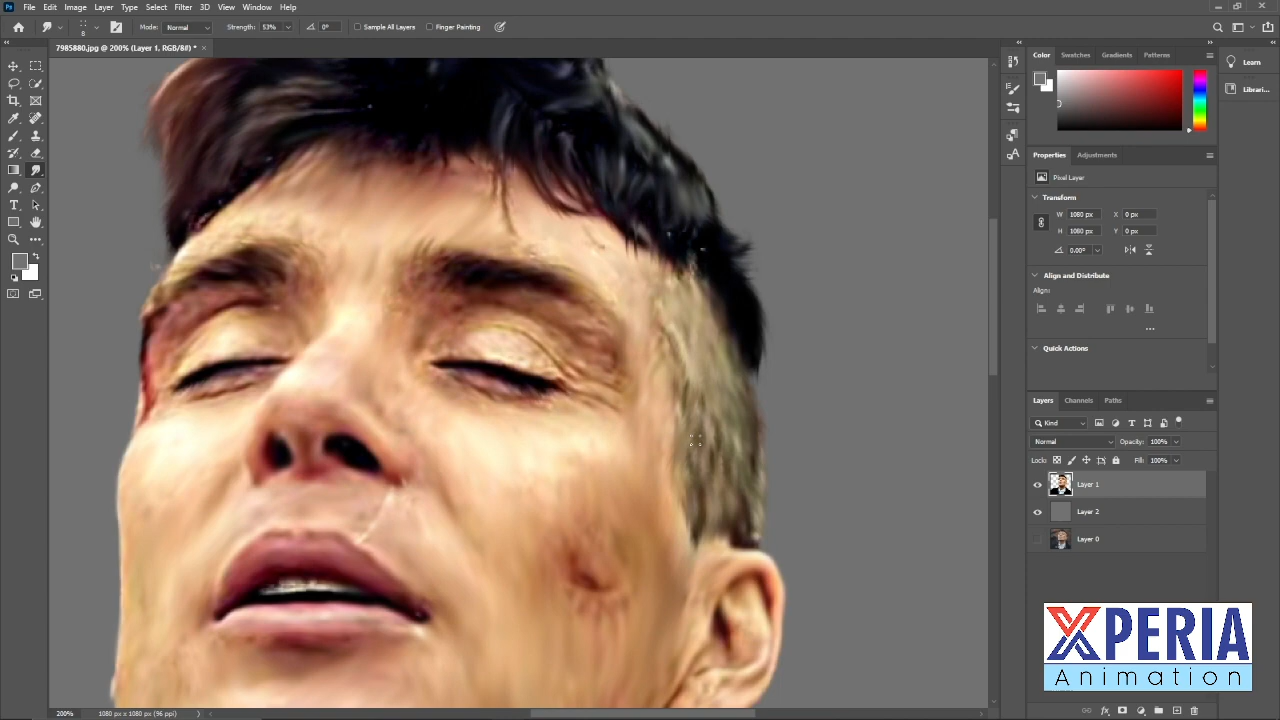 File Edit Image Layer Type Select Filter 3D View Window Help
8 Mode: Normal Strength: 53% 0° Sample All Layers Finger Painting
7985880.jpg @ 200% (Layer 1, RGB/8#) * ×
Color Swatches Gradients Patterns
Learn
Librari...
Properties Adjustments
Pixel Layer
Transform
W 1080 px X 0 px
H 1080 px Y 0 px
0.00°
Align and Distribute
Align:
...
Quick Actions
Layers Channels Paths
Kind
Normal Opacity: 100%
Lock: Fill: 100%
Layer 1
Layer 2
Layer 0
XPERIA
Animation
200% 1080 px x 1080 px (96 ppi)